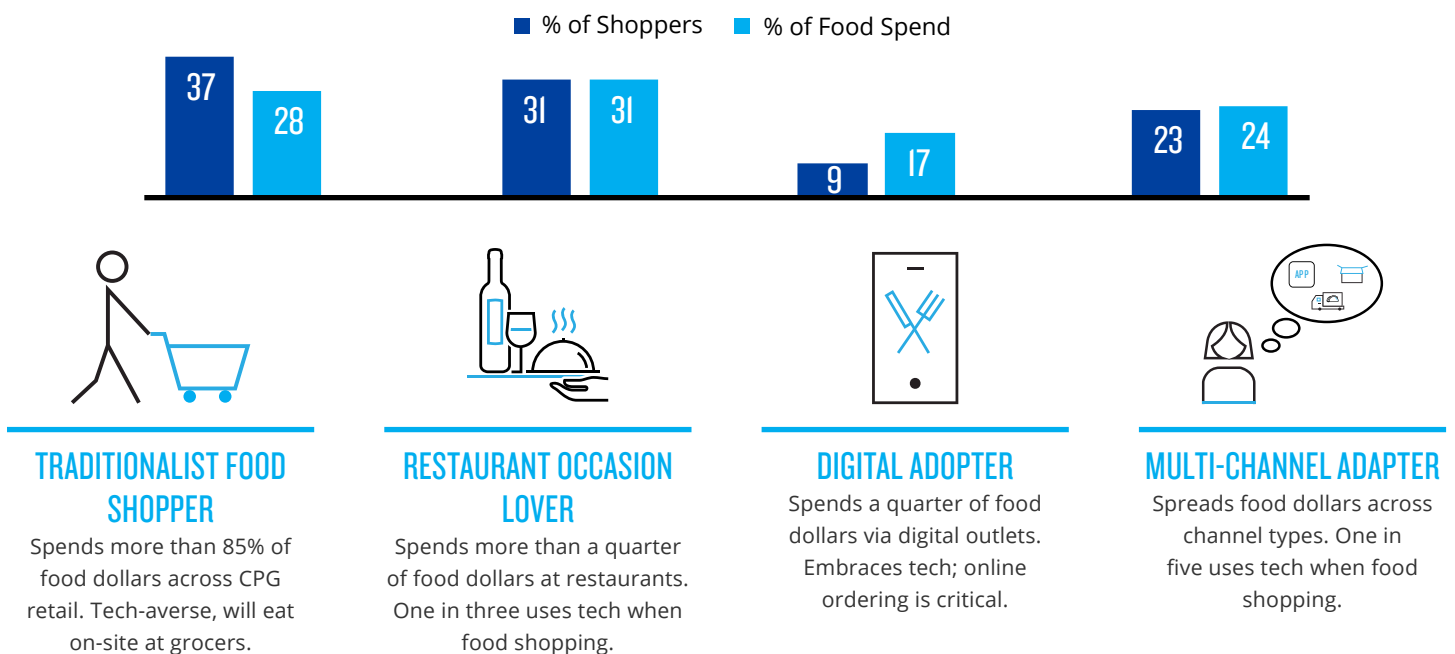 % of Shoppers % of Food Spend
37 28 31 31 9 17 23 24
APP
TRADITIONALIST FOOD
SHOPPER
Spends more than 85% of
food dollars across CPG
retail. Tech-averse, will eat
on-site at grocers.
RESTAURANT OCCASION
LOVER
Spends more than a quarter
of food dollars at restaurants.
One in three uses tech when
food shopping.
DIGITAL ADOPTER
Spends a quarter of food
dollars via digital outlets.
Embraces tech; online
ordering is critical.
MULTI-CHANNEL ADAPTER
Spreads food dollars across
channel types. One in
five uses tech when food
shopping.